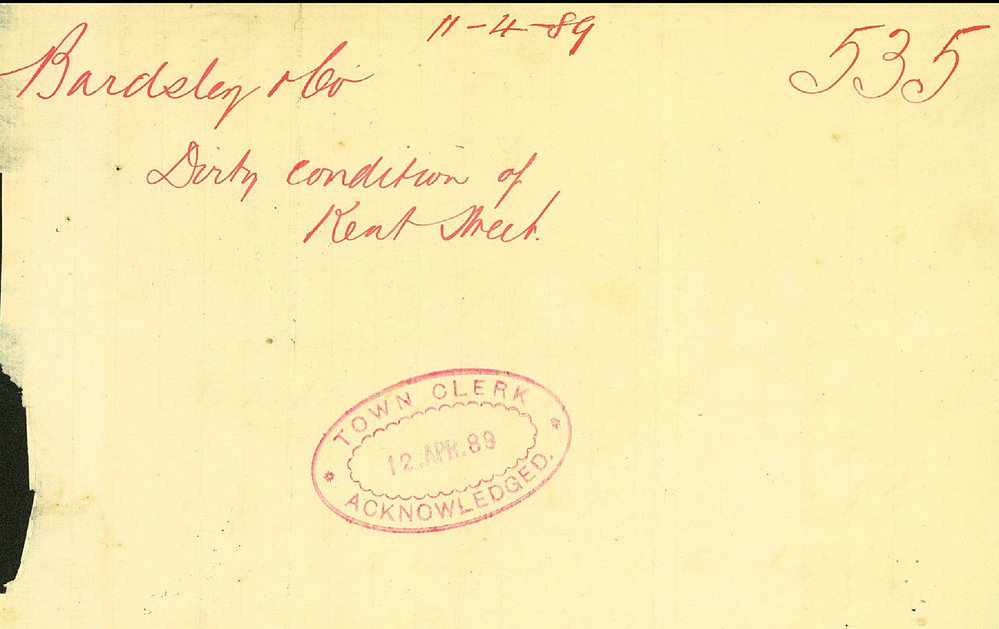 11-4-89
535
Bardsley & Co
Dirty condition of
Kent Street.
TOWN CLERK
12 APR. 89
ACKNOWLEDGED.